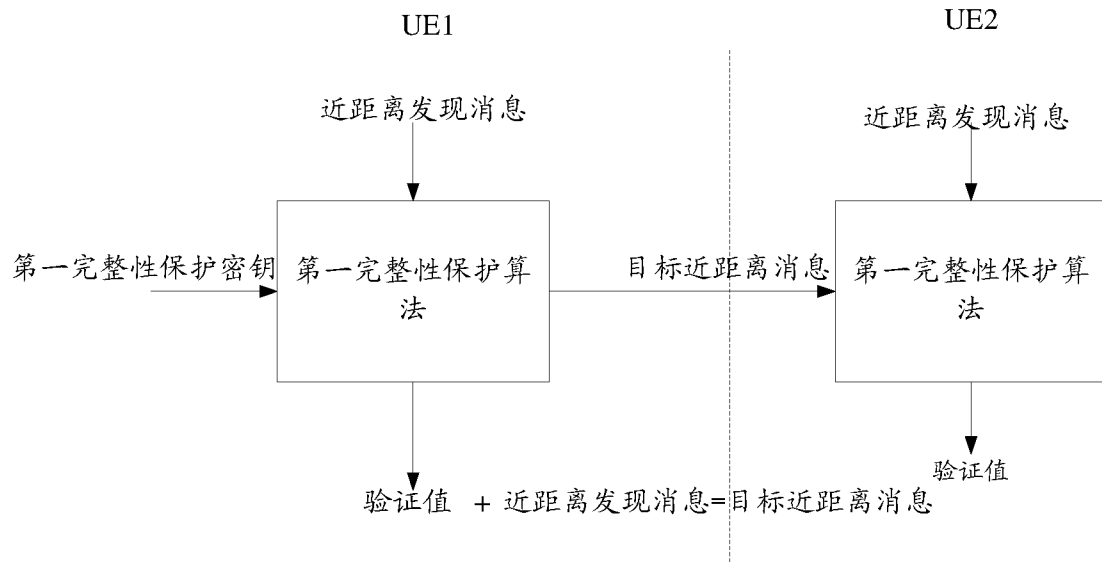 UE1
UE2
近距离发现消息
近距离发现消息
第一完整性保护密钥
第一完整性保护算
法
目标近距离消息
第一完整性保护算
法
验证值
验证值 + 近距离发现消息=目标近距离消息